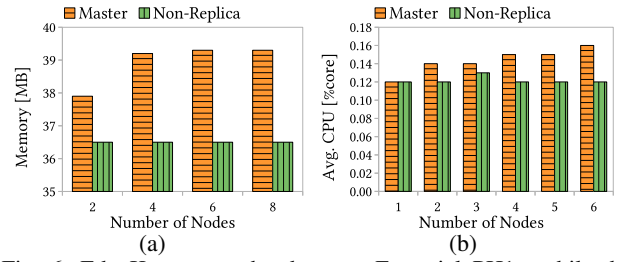 Master Non-Replica
Memory [MB]
40
39
38
37
36
35
2 4 6 8
Number of Nodes
(a)
Master Non-Replica
Avg. CPU [%core]
0.18
0.16
0.14
0.12
0.10
0.08
0.06
0.04
0.02
0.00
1 2 3 4 5 6
Number of Nodes
(b)